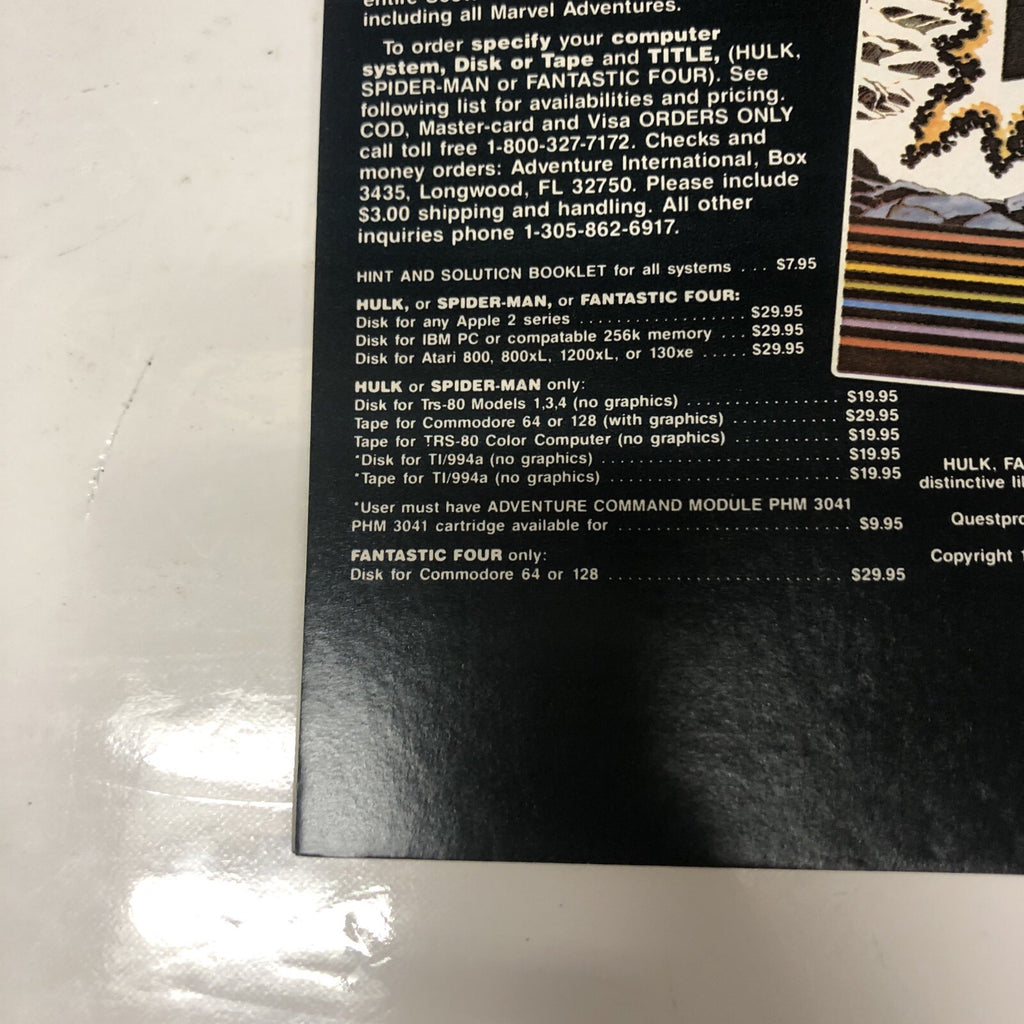 including all Marvel Adventures.
To order specify your computer
system, Disk or Tape and TITLE, (HULK,
SPIDER-MAN or FANTASTIC FOUR). See
following list for availabilities and pricing.
COD, Master-card and Visa ORDERS ONLY
call toll free 1-800-327-7172. Checks and
money orders: Adventure International, Box
3435, Longwood, FL 32750. Please include
$3.00 shipping and handling. All other
inquiries phone 1-305-862-6917.
HINT AND SOLUTION BOOKLET for all systems ... $7.95
HULK, or SPIDER-MAN, or FANTASTIC FOUR:
Disk for any Apple 2 series ..................... $29.95
Disk for IBM PC or compatable 256k memory ... $29.95
Disk for Atari 800, 800xL, 1200xL, or 130xe ..... $29.95
HULK or SPIDER-MAN only:
Disk for Trs-80 Models 1,3,4 (no graphics) ................ $19.95
Tape for Commodore 64 or 128 (with graphics) ............ $29.95
Tape for TRS-80 Color Computer (no graphics) ........... $19.95
*Disk for TI/994a (no graphics) ......................... $19.95
*Tape for TI/994a (no graphics) ......................... $19.95
*User must have ADVENTURE COMMAND MODULE PHM 3041
PHM 3041 cartridge available for ....................... $9.95
FANTASTIC FOUR only:
Disk for Commodore 64 or 128 ........................ $29.95
HULK, FA
distinctive
Questpro
Copyright